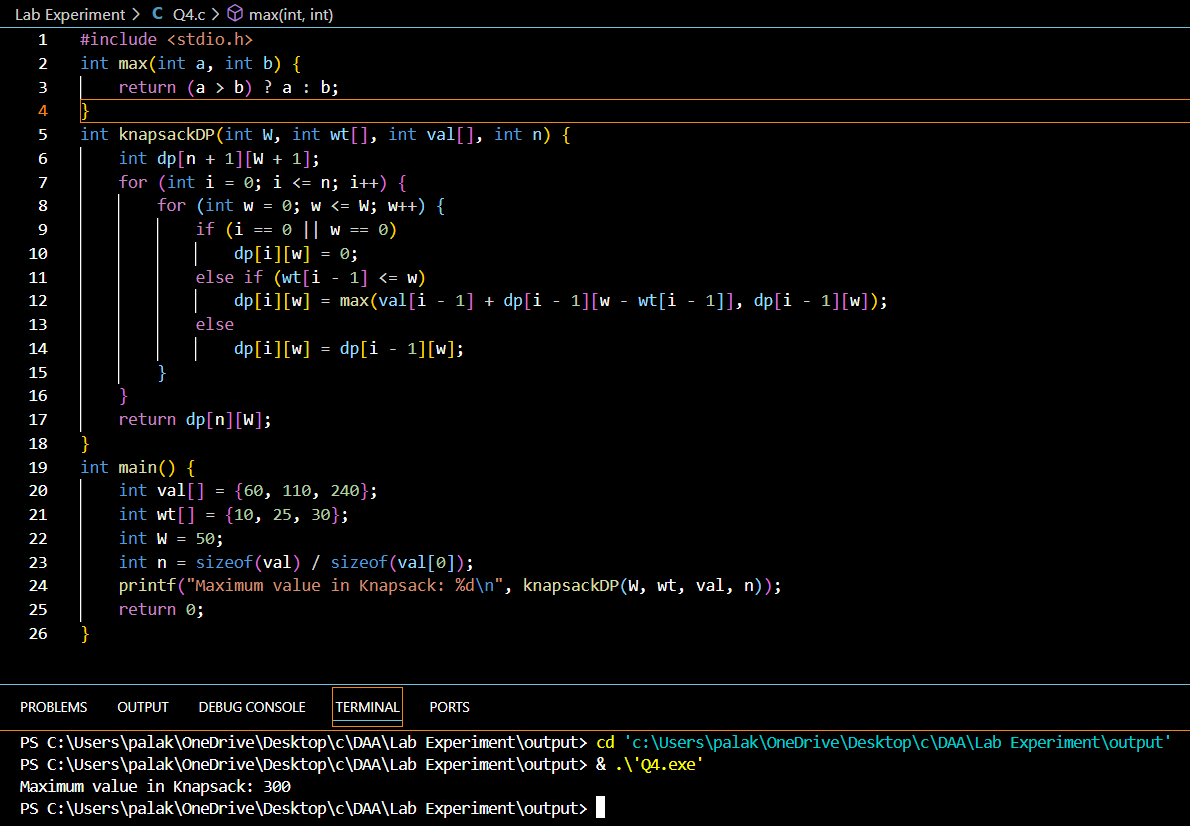 Lab Experiment > C Q4.c > max(int, int)
1 #include <stdio.h>
2 int max(int a, int b) {
3     return (a > b) ? a : b;
4 }
5 int knapsackDP(int W, int wt[], int val[], int n) {
6     int dp[n + 1][W + 1];
7     for (int i = 0; i <= n; i++) {
8         for (int w = 0; w <= W; w++) {
9             if (i == 0 || w == 0)
10                 dp[i][w] = 0;
11             else if (wt[i - 1] <= w)
12                 dp[i][w] = max(val[i - 1] + dp[i - 1][w - wt[i - 1]], dp[i - 1][w]);
13             else
14                 dp[i][w] = dp[i - 1][w];
15         }
16     }
17     return dp[n][W];
18 }
19 int main() {
20     int val[] = {60, 110, 240};
21     int wt[] = {10, 25, 30};
22     int W = 50;
23     int n = sizeof(val) / sizeof(val[0]);
24     printf("Maximum value in Knapsack: %d\n", knapsackDP(W, wt, val, n));
25     return 0;
26 }
PROBLEMS OUTPUT DEBUG CONSOLE TERMINAL PORTS
PS C:\Users\palak\OneDrive\Desktop\c\DAA\Lab Experiment\output> cd 'c:\Users\palak\OneDrive\Desktop\c\DAA\Lab Experiment\output'
PS C:\Users\palak\OneDrive\Desktop\c\DAA\Lab Experiment\output> & .\'Q4.exe'
Maximum value in Knapsack: 300
PS C:\Users\palak\OneDrive\Desktop\c\DAA\Lab Experiment\output>